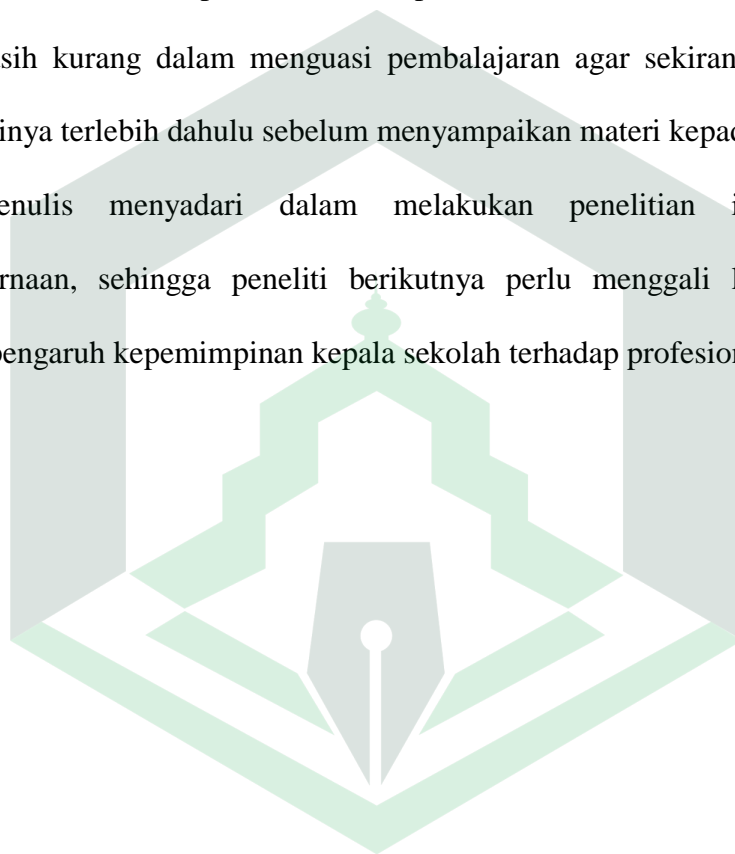 sih kurang dalam menguasi pembalajaran agar sekiran
inya terlebih dahulu sebelum menyampaikan materi kepad
enulis menyadari dalam melakukan penelitian i
rnaan, sehingga peneliti berikutnya perlu menggali l
pengaruh kepemimpinan kepala sekolah terhadap profesion